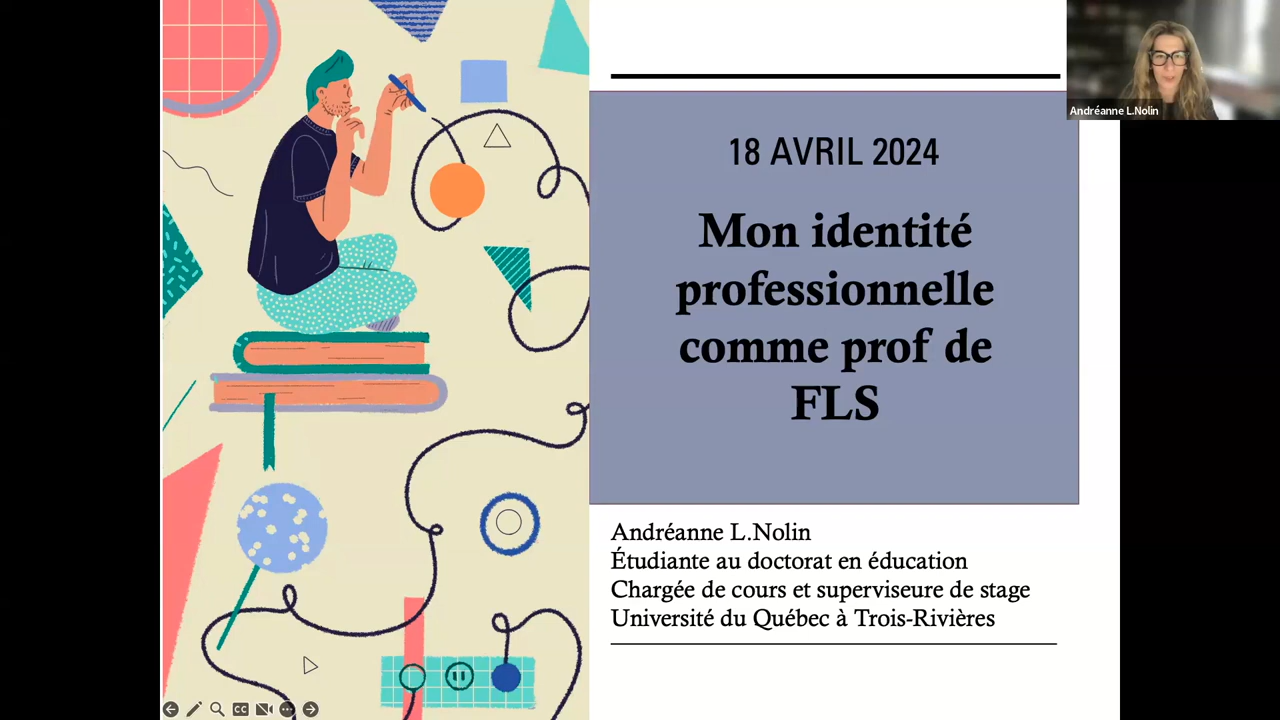 18 AVRIL 2024
Mon identité
professionnelle
comme prof de
FLS
Andréanne L.Nolin
Étudiante au doctorat en éducation
Chargée de cours et superviseure de stage
Université du Québec à Trois-Rivières
Andréanne L.Nolin
CC